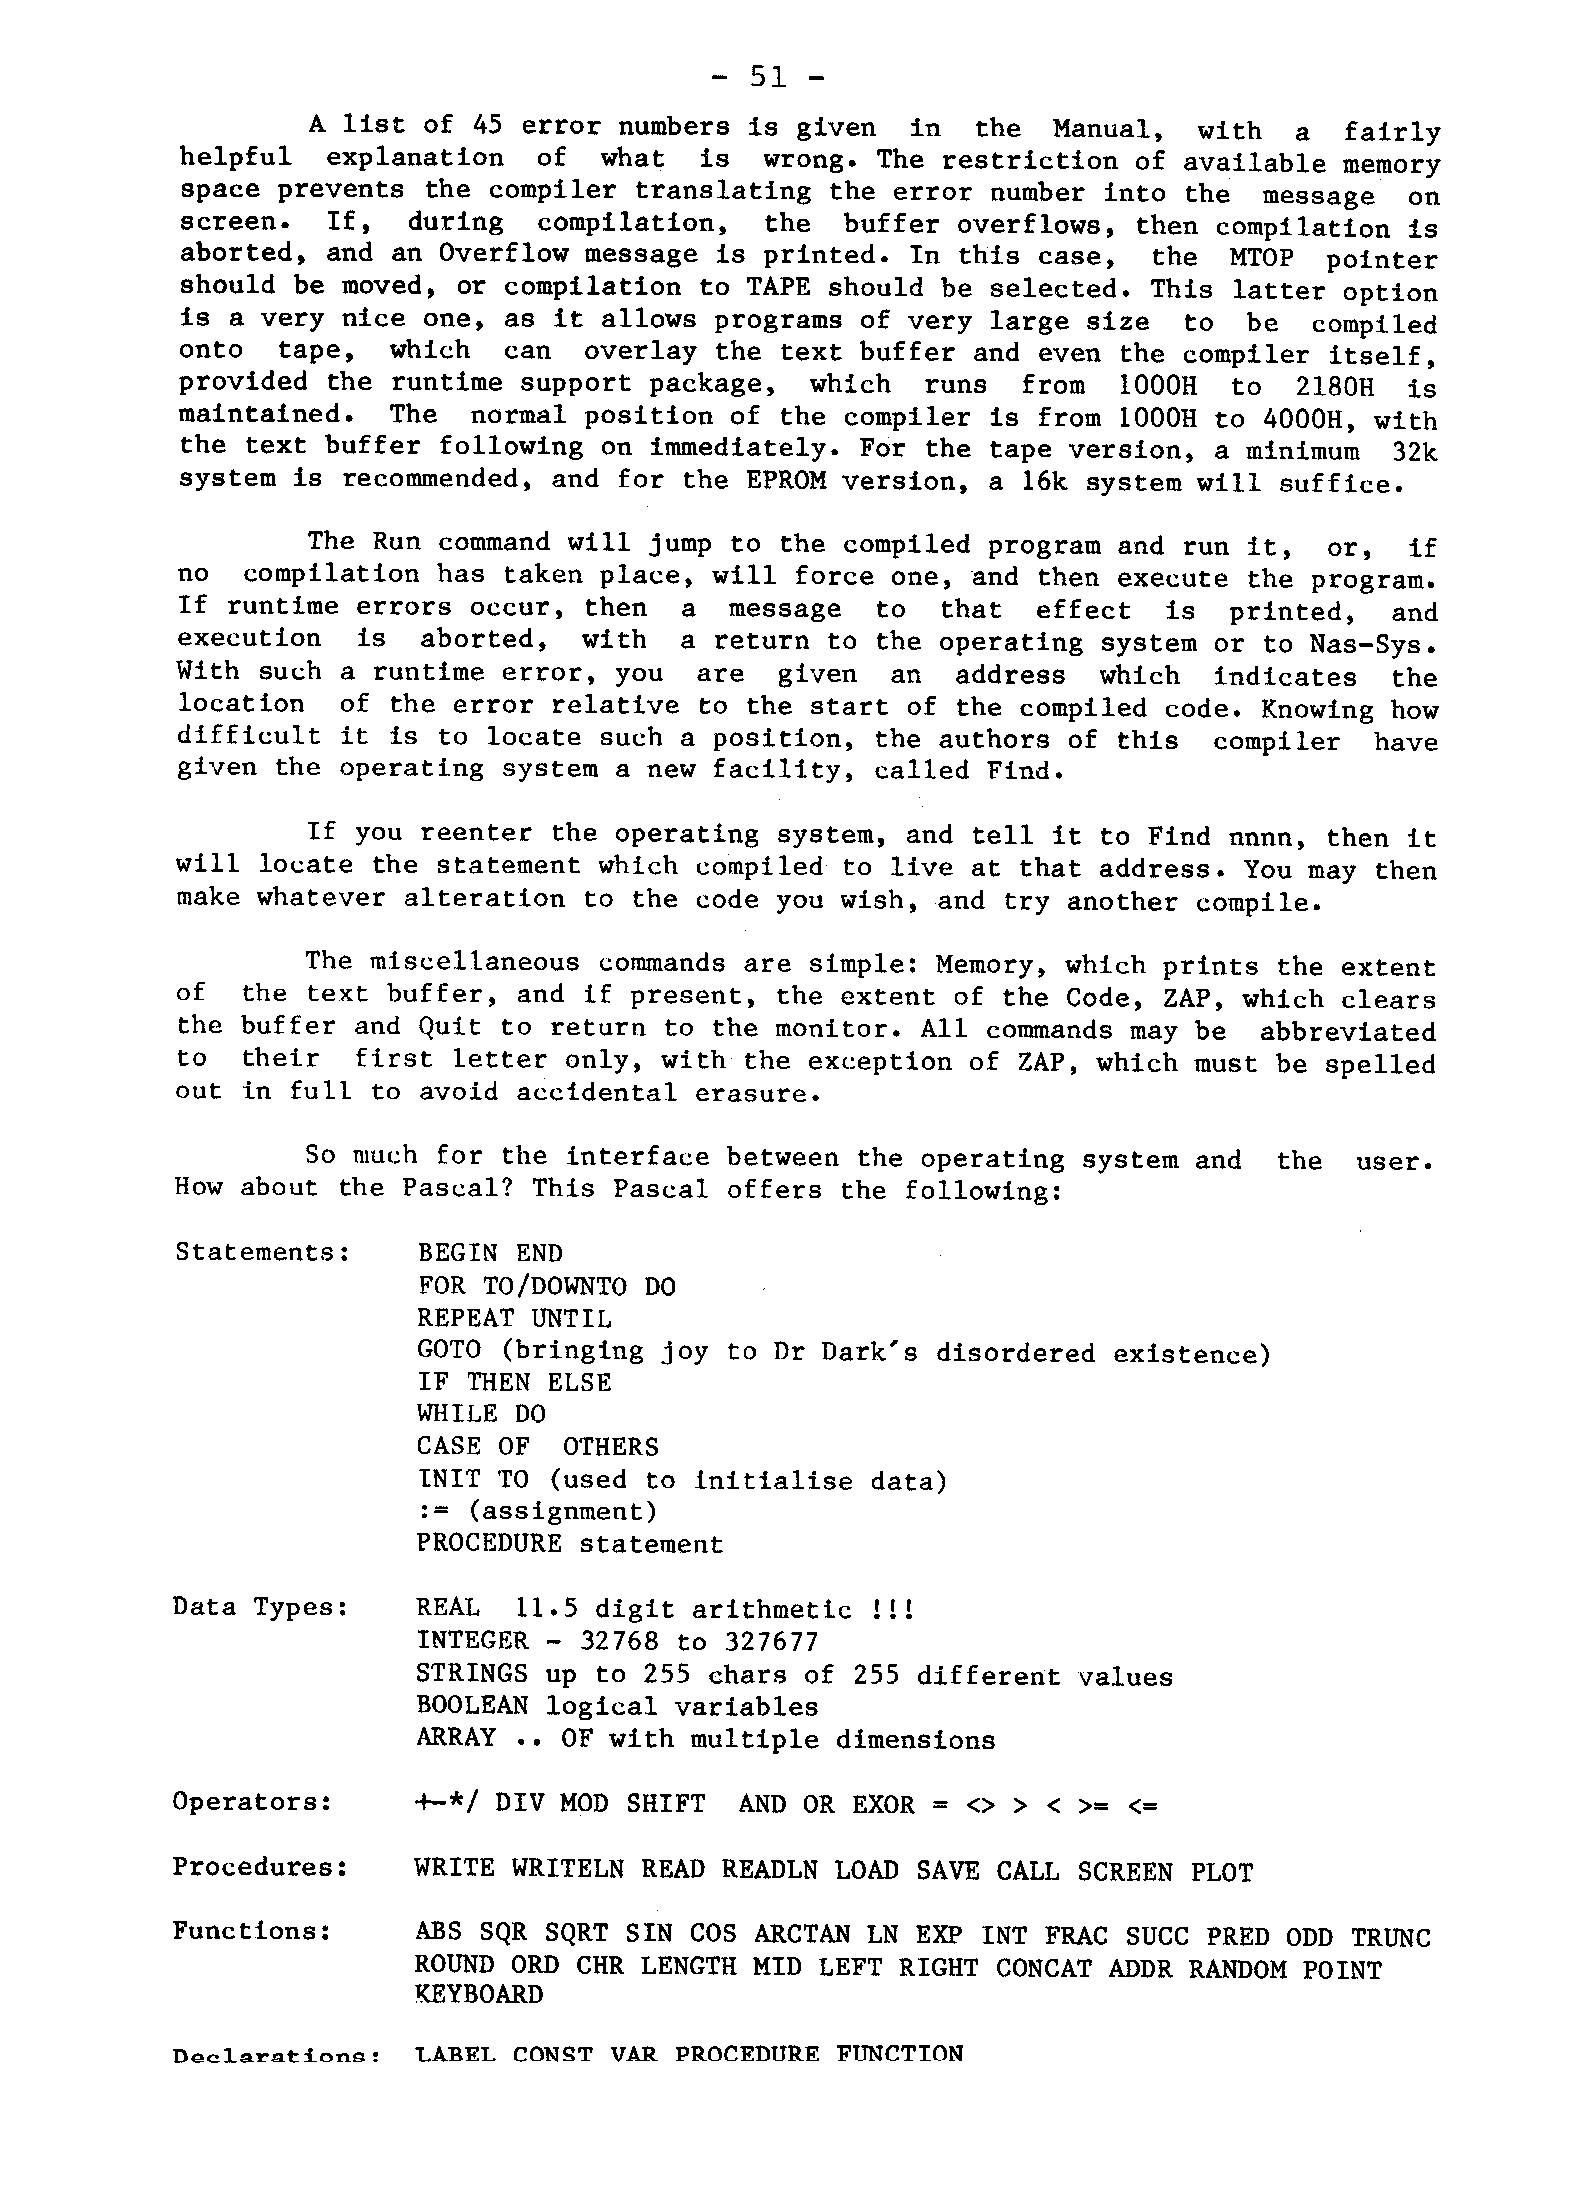 - 51 -
A list of 45 error numbers is given in the Manual, with a fairly
helpful explanation of what is wrong. The restriction of available memory
space prevents the compiler translating the error number into the message on
screen. If, during compilation, the buffer overflows, then compilation is
aborted, and an Overflow message is printed. In this case, the MTOP pointer
should be moved, or compilation to TAPE should be selected. This latter option
is a very nice one, as it allows programs of very large size to be compiled
onto tape, which can overlay the text buffer and even the compiler itself,
provided the runtime support package, which runs from 1000H to 2180H is
maintained. The normal position of the compiler is from 1000H to 4000H, with
the text buffer following on immediately. For the tape version, a minimum 32k
system is recommended, and for the EPROM version, a 16k system will suffice.
The Run command will jump to the compiled program and run it, or, if
no compilation has taken place, will force one, and then execute the program.
If runtime errors occur, then a message to that effect is printed, and
execution is aborted, with a return to the operating system or to Nas-Sys.
With such a runtime error, you are given an address which indicates the
location of the error relative to the start of the compiled code. Knowing how
difficult it is to locate such a position, the authors of this compiler have
given the operating system a new facility, called Find.
If you reenter the operating system, and tell it to Find nnnn, then it
will locate the statement which compiled to live at that address. You may then
make whatever alteration to the code you wish, and try another compile.
The miscellaneous commands are simple: Memory, which prints the extent
of the text buffer, and if present, the extent of the Code, ZAP, which clears
the buffer and Quit to return to the monitor. All commands may be abbreviated
to their first letter only, with the exception of ZAP, which must be spelled
out in full to avoid accidental erasure.
So much for the interface between the operating system and the user.
How about the Pascal? This Pascal offers the following:
Statements: BEGIN END
FOR TO/DOWNTO DO
REPEAT UNTIL
GOTO (bringing joy to Dr Dark's disordered existence)
IF THEN ELSE
WHILE DO
CASE OF OTHERS
INIT TO (used to initialise data)
:= (assignment)
PROCEDURE statement
Data Types: REAL 11.5 digit arithmetic !!!
INTEGER - 32768 to 327677
STRINGS up to 255 chars of 255 different values
BOOLEAN logical variables
ARRAY .. OF with multiple dimensions
Operators: +-*/ DIV MOD SHIFT AND OR EXOR = <> > < >= <=
Procedures: WRITE WRITELN READ READLN LOAD SAVE CALL SCREEN PLOT
Functions: ABS SQR SQRT SIN COS ARCTAN LN EXP INT FRAC SUCC PRED ODD TRUNC
ROUND ORD CHR LENGTH MID LEFT RIGHT CONCAT ADDR RANDOM POINT
KEYBOARD
Declarations: LABEL CONST VAR PROCEDURE FUNCTION